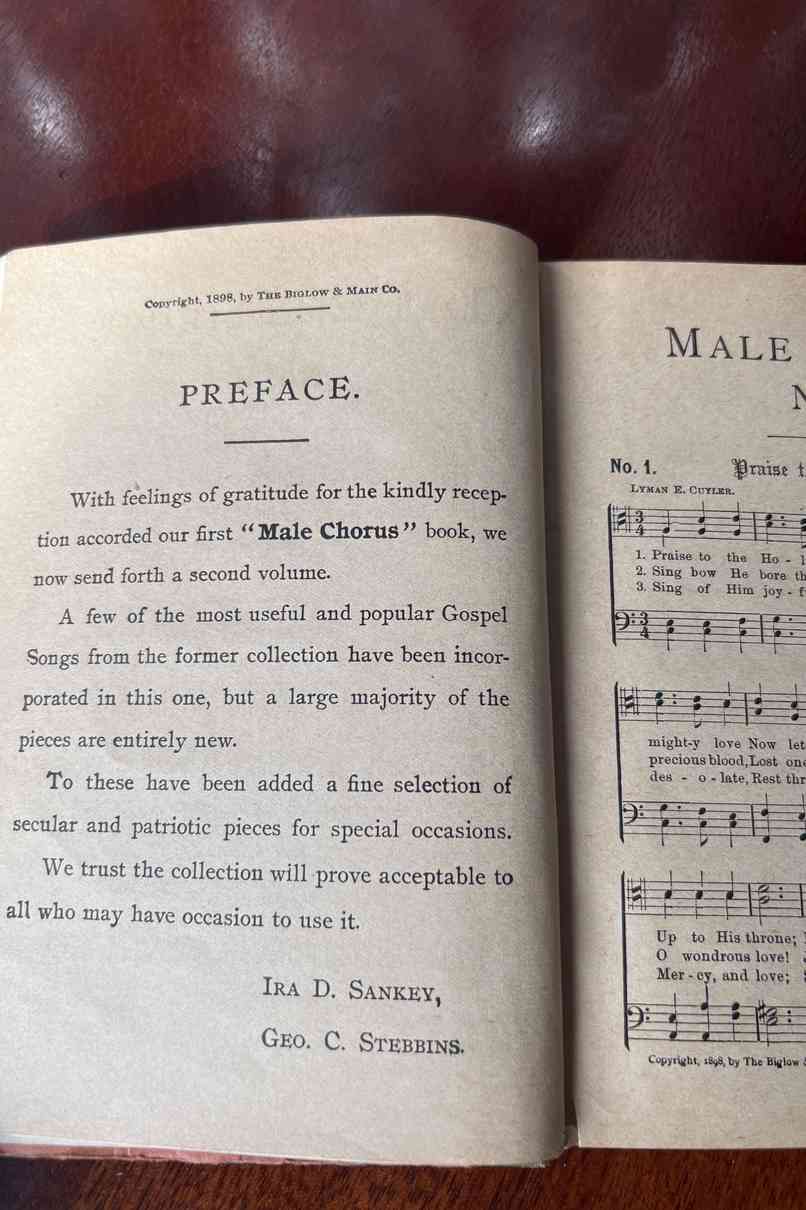 Copyright, 1898, by THE BIGLOW & MAIN CO.
PREFACE.
With feelings of gratitude for the kindly recep-
tion accorded our first "Male Chorus" book, we
now send forth a second volume.
A few of the most useful and popular Gospel
Songs from the former collection have been incor-
porated in this one, but a large majority of the
pieces are entirely new.
To these have been added a fine selection of
secular and patriotic pieces for special occasions.
We trust the collection will prove acceptable to
all who may have occasion to use it.
IRA D. SANKEY,
GEO. C. STEBBINS.
MALE
No. 1.
Praise
LYMAN E. CUYLER.
1. Praise to the Ho -
2. Sing how He bore
3. Sing of Him joy -
might-y love Now let
precious blood, Lost
des - o - late, Rest
Up to His throne;
O wondrous love!
Mer - cy, and love;
Copyright, 1898, by The Biglow